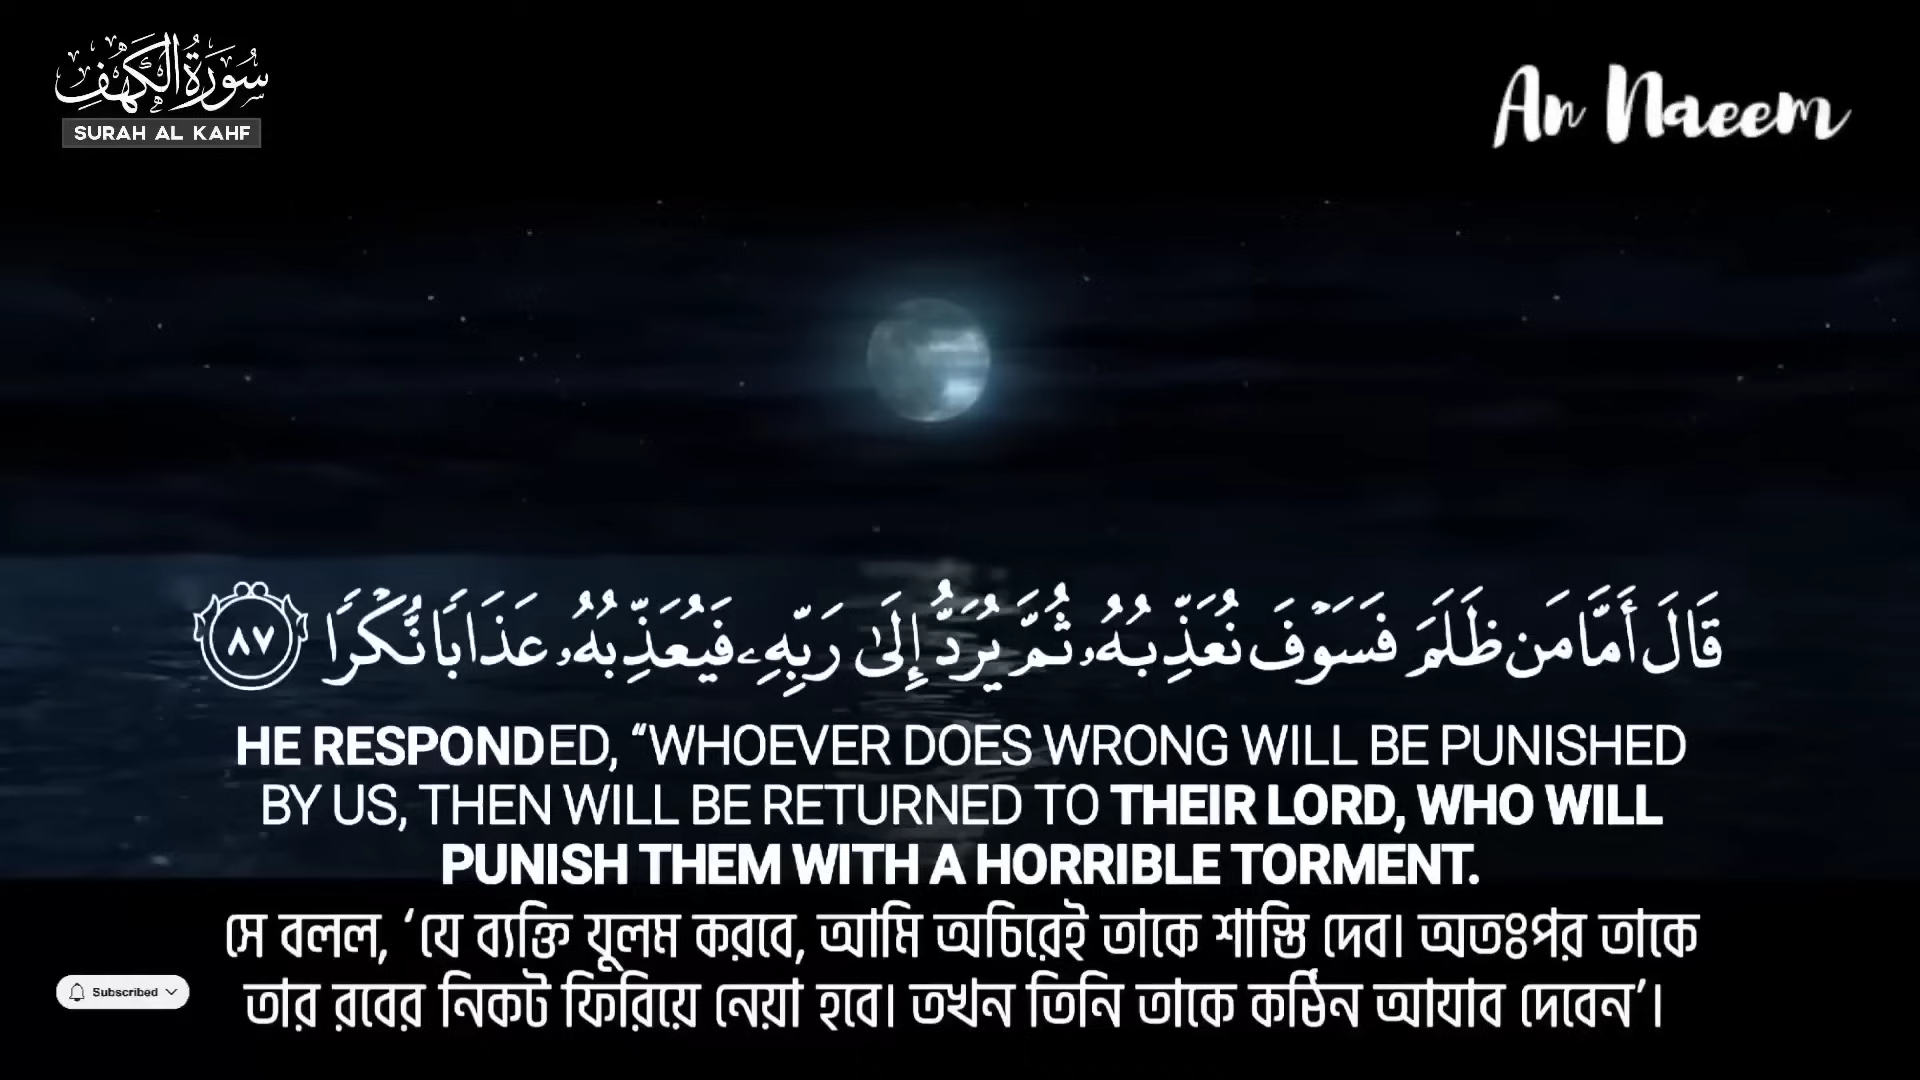 سُورَةُ الْكَهْفِ
SURAH AL KAHF
An Naeem
قَالَ أَمَّا مَن ظَلَمَ فَسَوْفَ نُعَذِّبُهُۥ ثُمَّ يُرَدُّ إِلَىٰ رَبِّهِۦ فَيُعَذِّبُهُۥ عَذَابًا نُّكْرًا ٨٧
HE RESPONDED, “WHOEVER DOES WRONG WILL BE PUNISHED
BY US, THEN WILL BE RETURNED TO THEIR LORD, WHO WILL
PUNISH THEM WITH A HORRIBLE TORMENT.
সে বলল, ‘যে ব্যক্তি যুলম করবে, আমি অচিরেই তাকে শাস্তি দেব। অতঃপর তাকে
তার রবের নিকট ফিরিয়ে নেয়া হবে। তখন তিনি তাকে কঠিন আযাব দেবেন’।
Subscribed